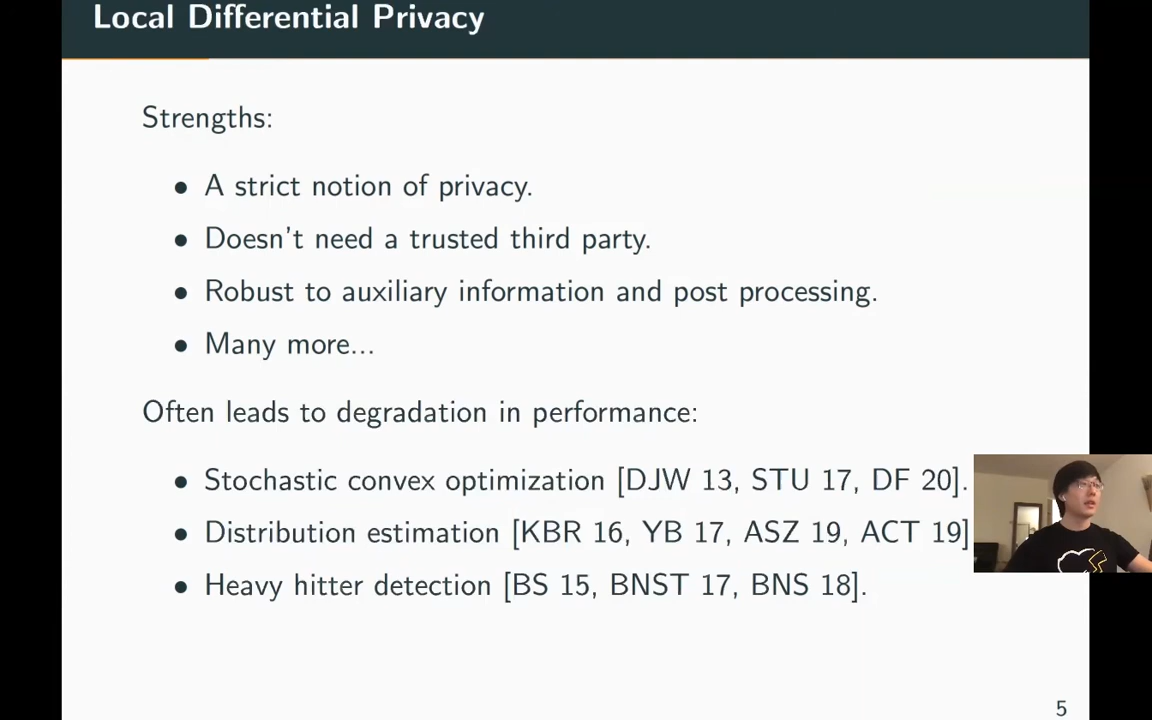 Local Differential Privacy
Strengths:
• A strict notion of privacy.
• Doesn't need a trusted third party.
• Robust to auxiliary information and post processing.
• Many more...
Often leads to degradation in performance:
• Stochastic convex optimization [DJW 13, STU 17, DF 20].
• Distribution estimation [KBR 16, YB 17, ASZ 19, ACT 19]
• Heavy hitter detection [BS 15, BNST 17, BNS 18].
5